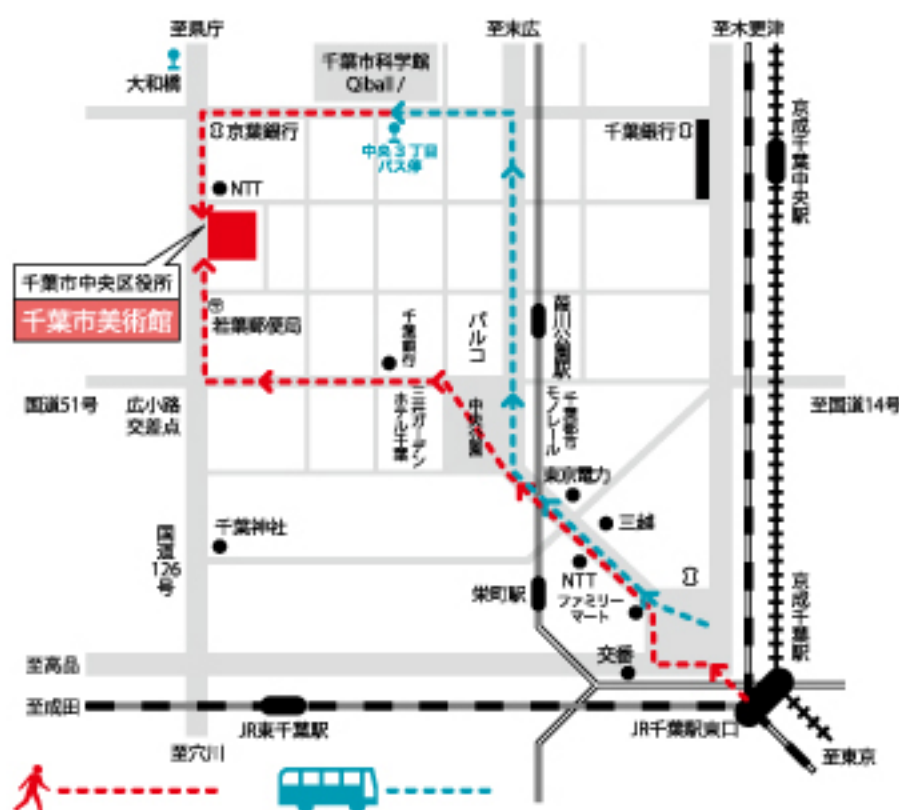 至県庁
至末広
至木更津
大和橋
千葉市科学館
Qiball /
京葉銀行
中央3丁目
バス停
千葉銀行
京成千葉中央駅
NTT
千葉市中央区役所
千葉市美術館
若葉郵便局
千葉銀行
パルコ
葭川公園駅
国道51号
広小路
交差点
三井ガーデン
ホテル千葉
中央公園
千葉都市
モノレール
至国道14号
東京電力
三越
千葉神社
国道126号
NTT
栄町駅
ファミリー
マート
京成千葉駅
交番
至高品
至成田
JR東千葉駅
JR千葉駅東口
至東京
至穴川